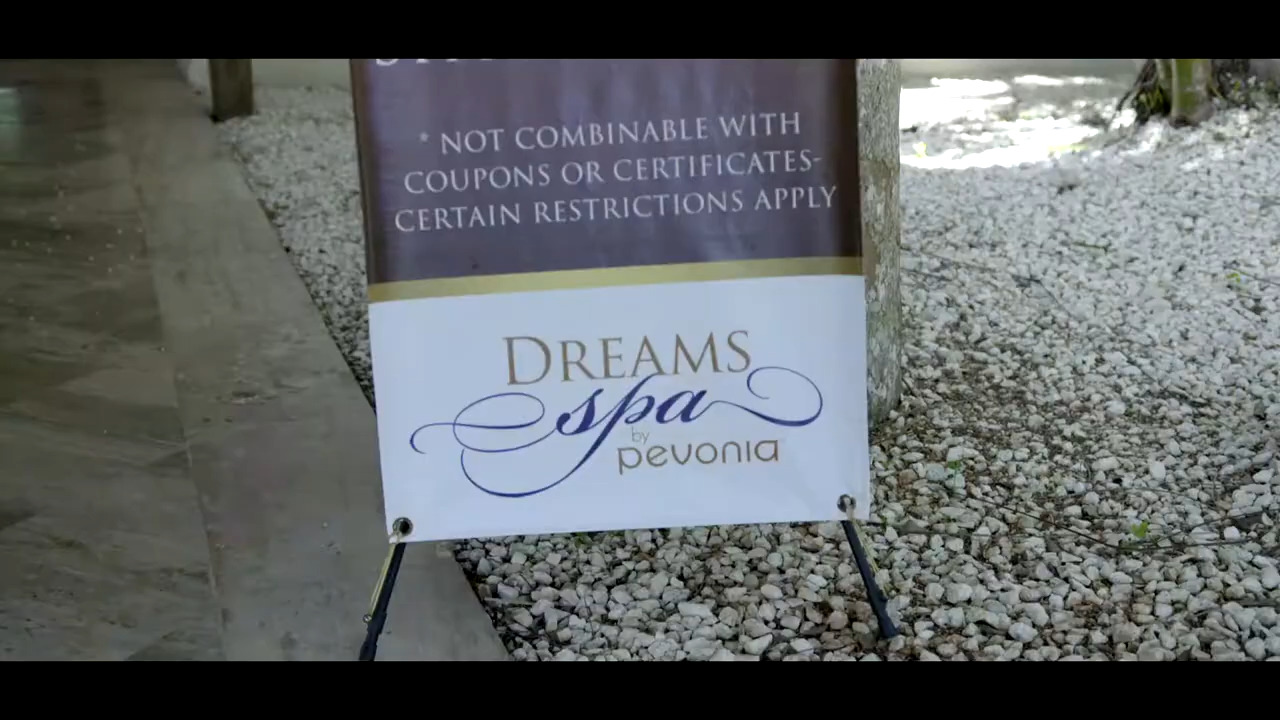 * NOT COMBINABLE WITH
COUPONS OR CERTIFICATES-
CERTAIN RESTRICTIONS APPLY
DREAMS
spa
by
pevonia